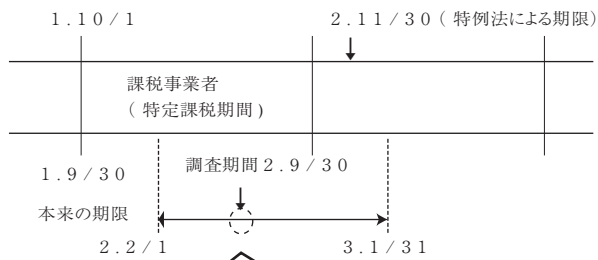 1.10/1
2.11/30(特例法による期限)
課税事業者
(特定課税期間)
1.9/30
調査期間2.9/30
本来の期限
2.2/1
3.1/31